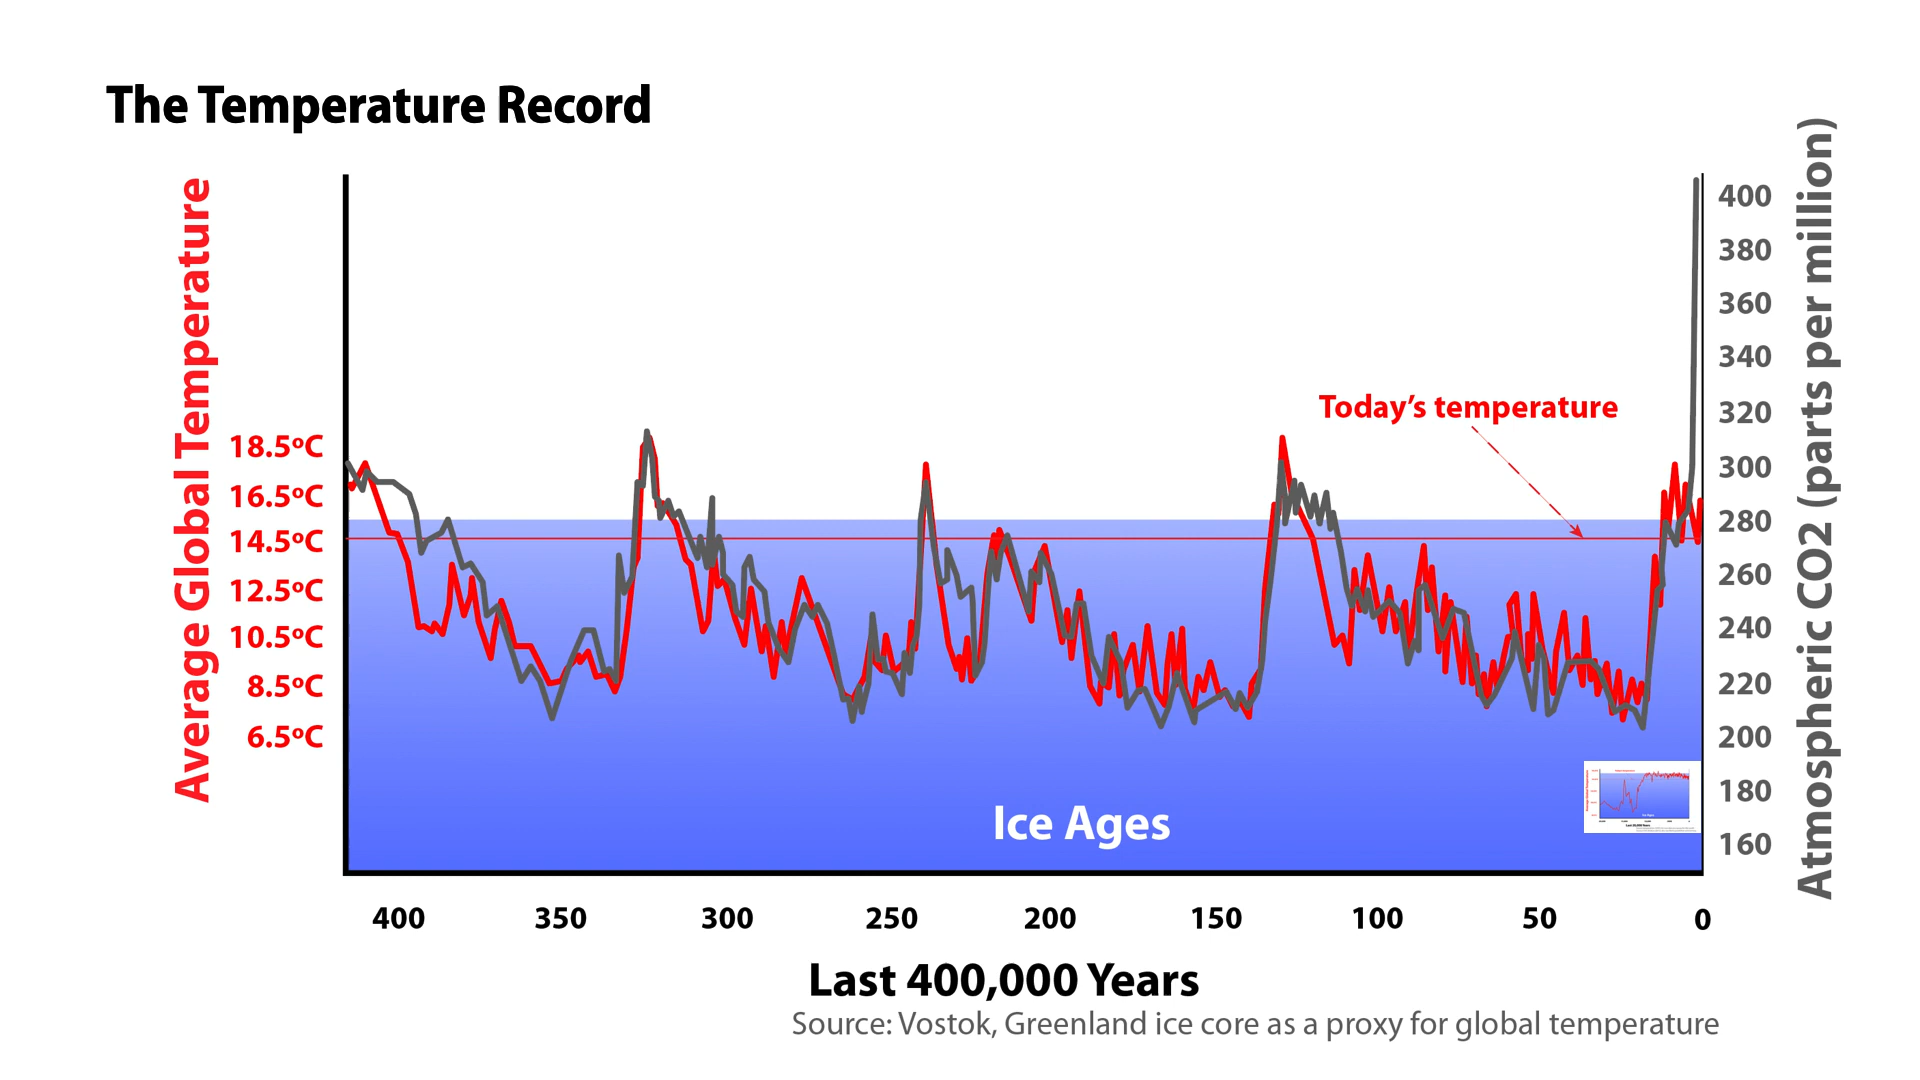 The Temperature Record
Average Global Temperature
18.5ºC
16.5ºC
14.5ºC
12.5ºC
10.5ºC
8.5ºC
6.5ºC
Today’s temperature
Ice Ages
400
380
360
340
320
300
280
260
240
220
200
180
160
Atmospheric CO2 (parts per million)
400 350 300 250 200 150 100 50 0
Last 400,000 Years
Source: Vostok, Greenland ice core as a proxy for global temperature